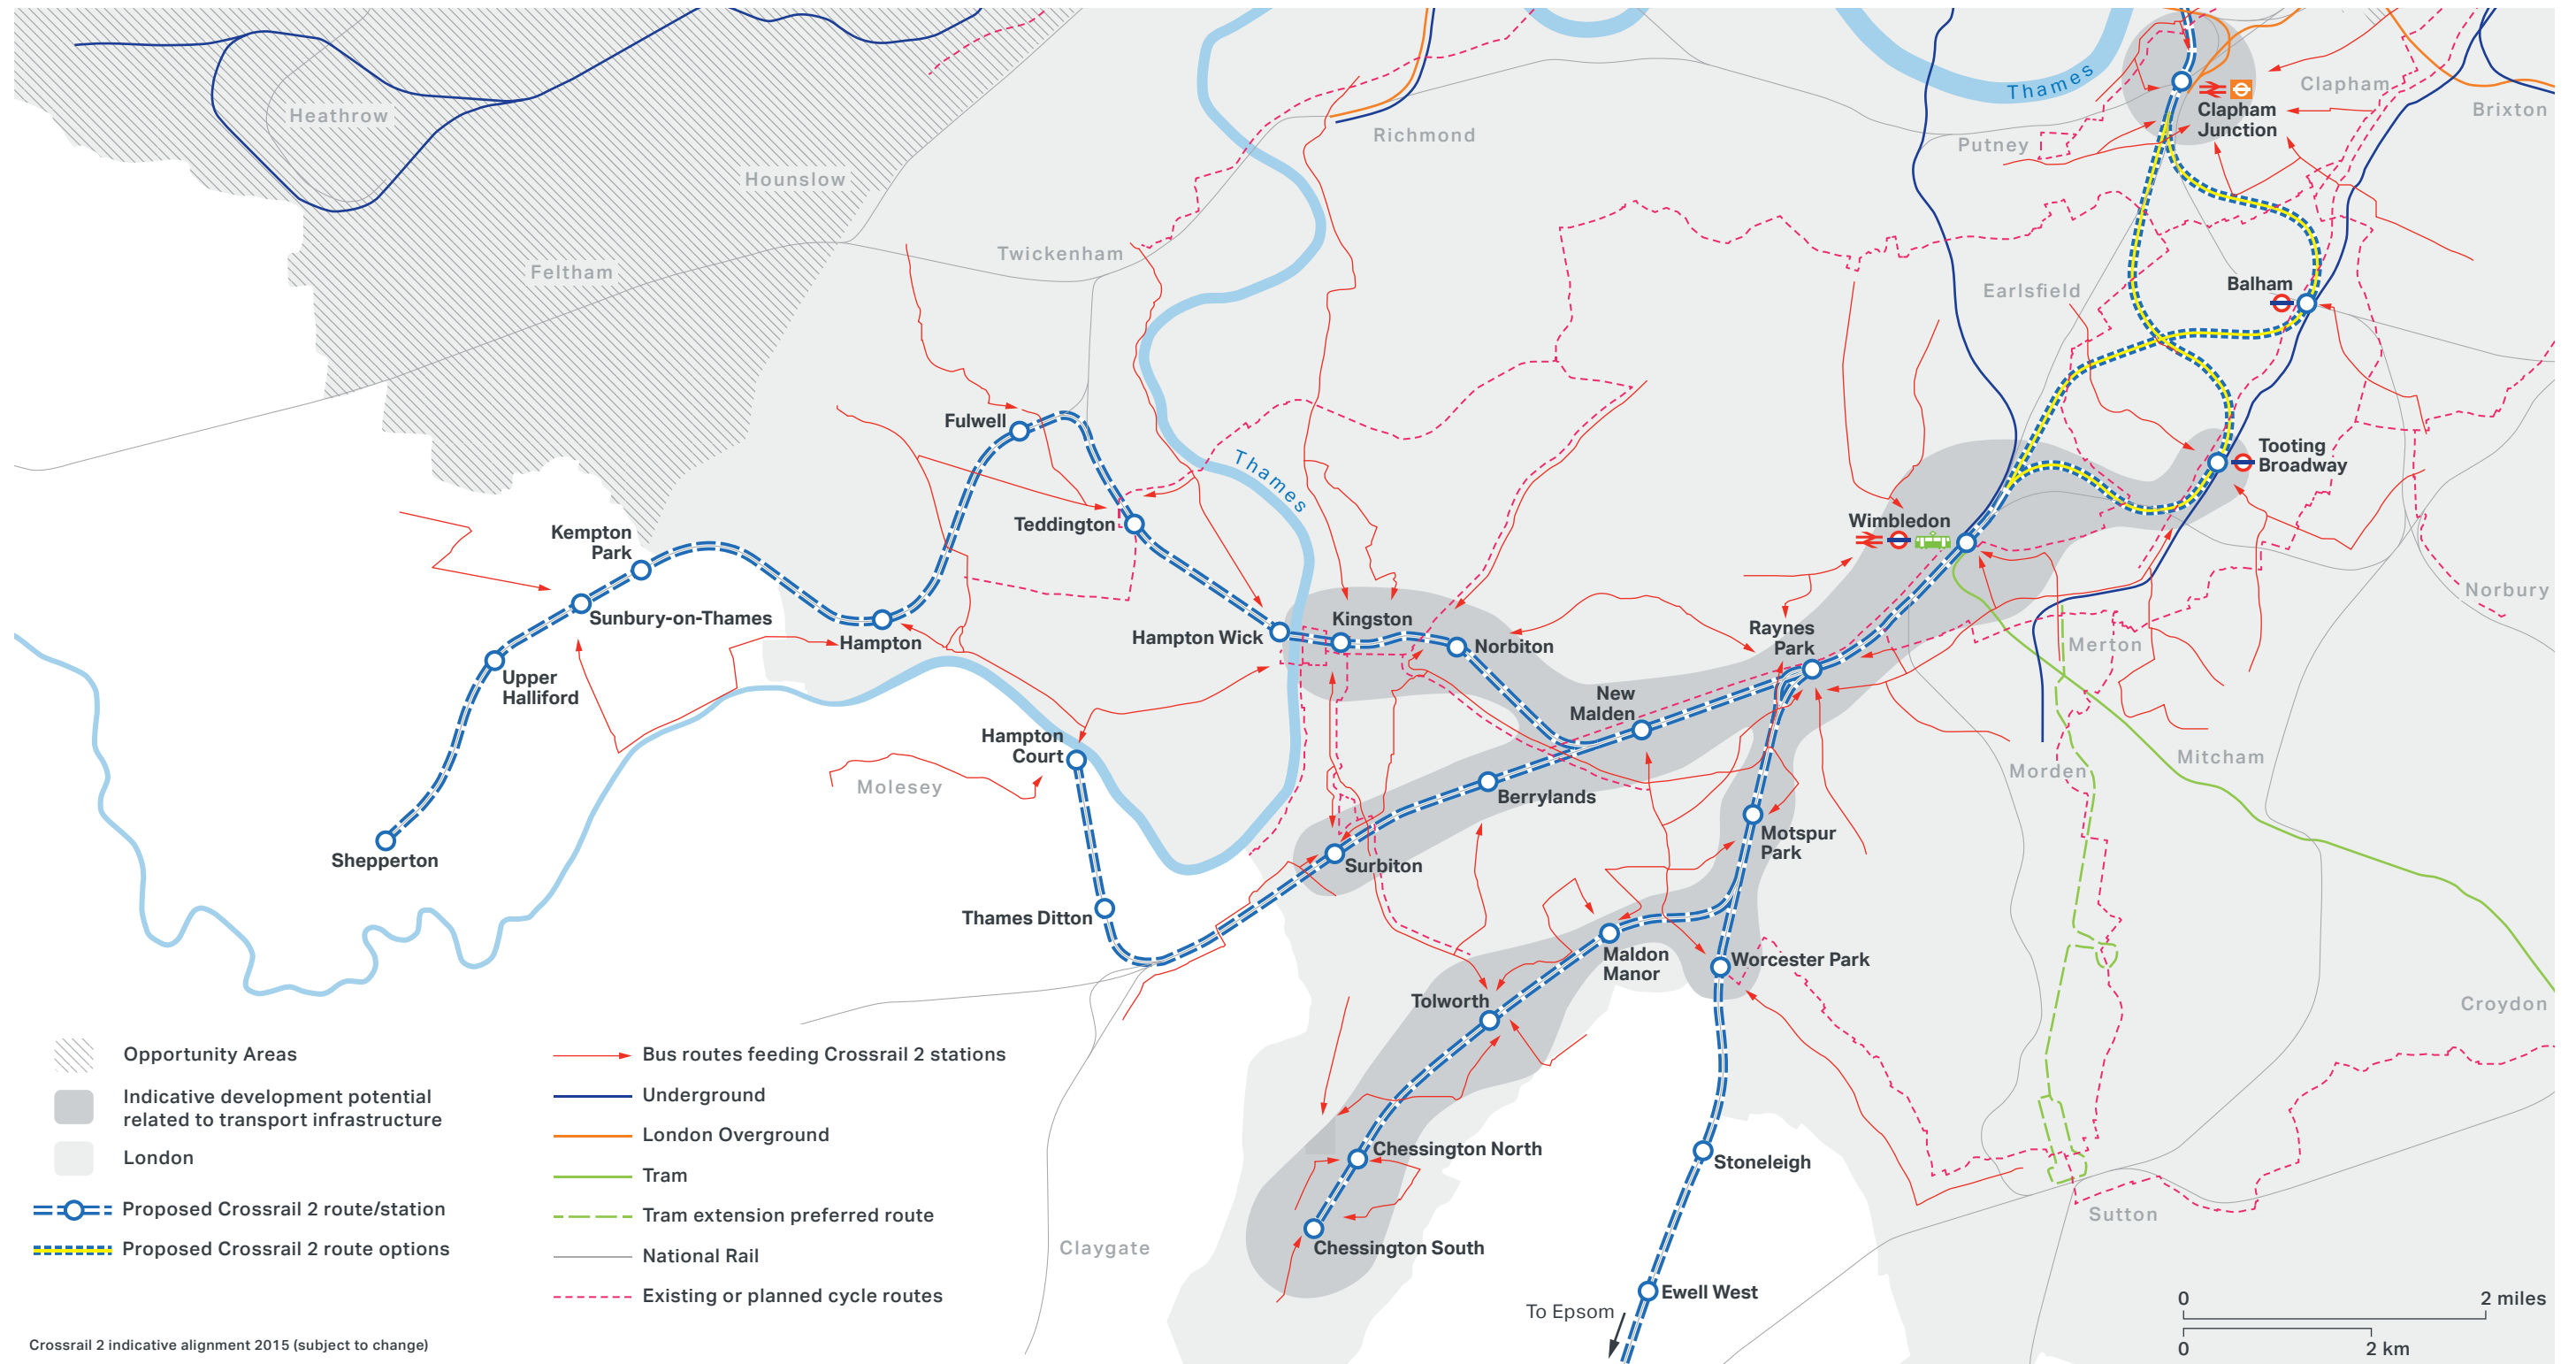 Thames
Clapham
Brixton
Heathrow
Clapham
Junction
Richmond
Putney
Hounslow
Twickenham
Feltham
Earlsfield
Balham
Fulwell
Tooting
Broadway
Thames
Teddington
Wimbledon
Kempton
Park
Norbury
Sunbury-on-Thames
Kingston
Raynes
Park
Hampton
Hampton Wick
Norbiton
Merton
Upper
Halliford
New
Malden
Hampton
Court
Mitcham
Morden
Molesey
Berrylands
Motspur
Park
Shepperton
Surbiton
Thames Ditton
Maldon
Manor
Worcester Park
Tolworth
Croydon
Chessington North
Stoneleigh
Sutton
Claygate
Chessington South
Ewell West
To Epsom
Opportunity Areas
Indicative development potential
related to transport infrastructure
London
Proposed Crossrail 2 route/station
Proposed Crossrail 2 route options
Bus routes feeding Crossrail 2 stations
Underground
London Overground
Tram
Tram extension preferred route
National Rail
Existing or planned cycle routes
0 2 miles
0 2 km
Crossrail 2 indicative alignment 2015 (subject to change)